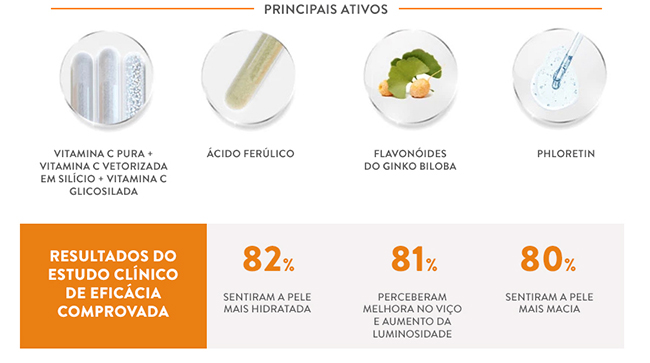 PRINCIPAIS ATIVOS
VITAMINA C PURA +
VITAMINA C VETORIZADA
EM SILÍCIO + VITAMINA C
GLICOSILADA
ÁCIDO FERÚLICO
FLAVONÓIDES
DO GINKO BILOBA
PHLORETIN
RESULTADOS DO
ESTUDO CLÍNICO
DE EFICÁCIA
COMPROVADA
82%
SENTIRAM A PELE
MAIS HIDRATADA
81%
PERCEBERAM
MELHORA NO VIÇO
E AUMENTO DA
LUMINOSIDADE
80%
SENTIRAM A PELE
MAIS MACIA